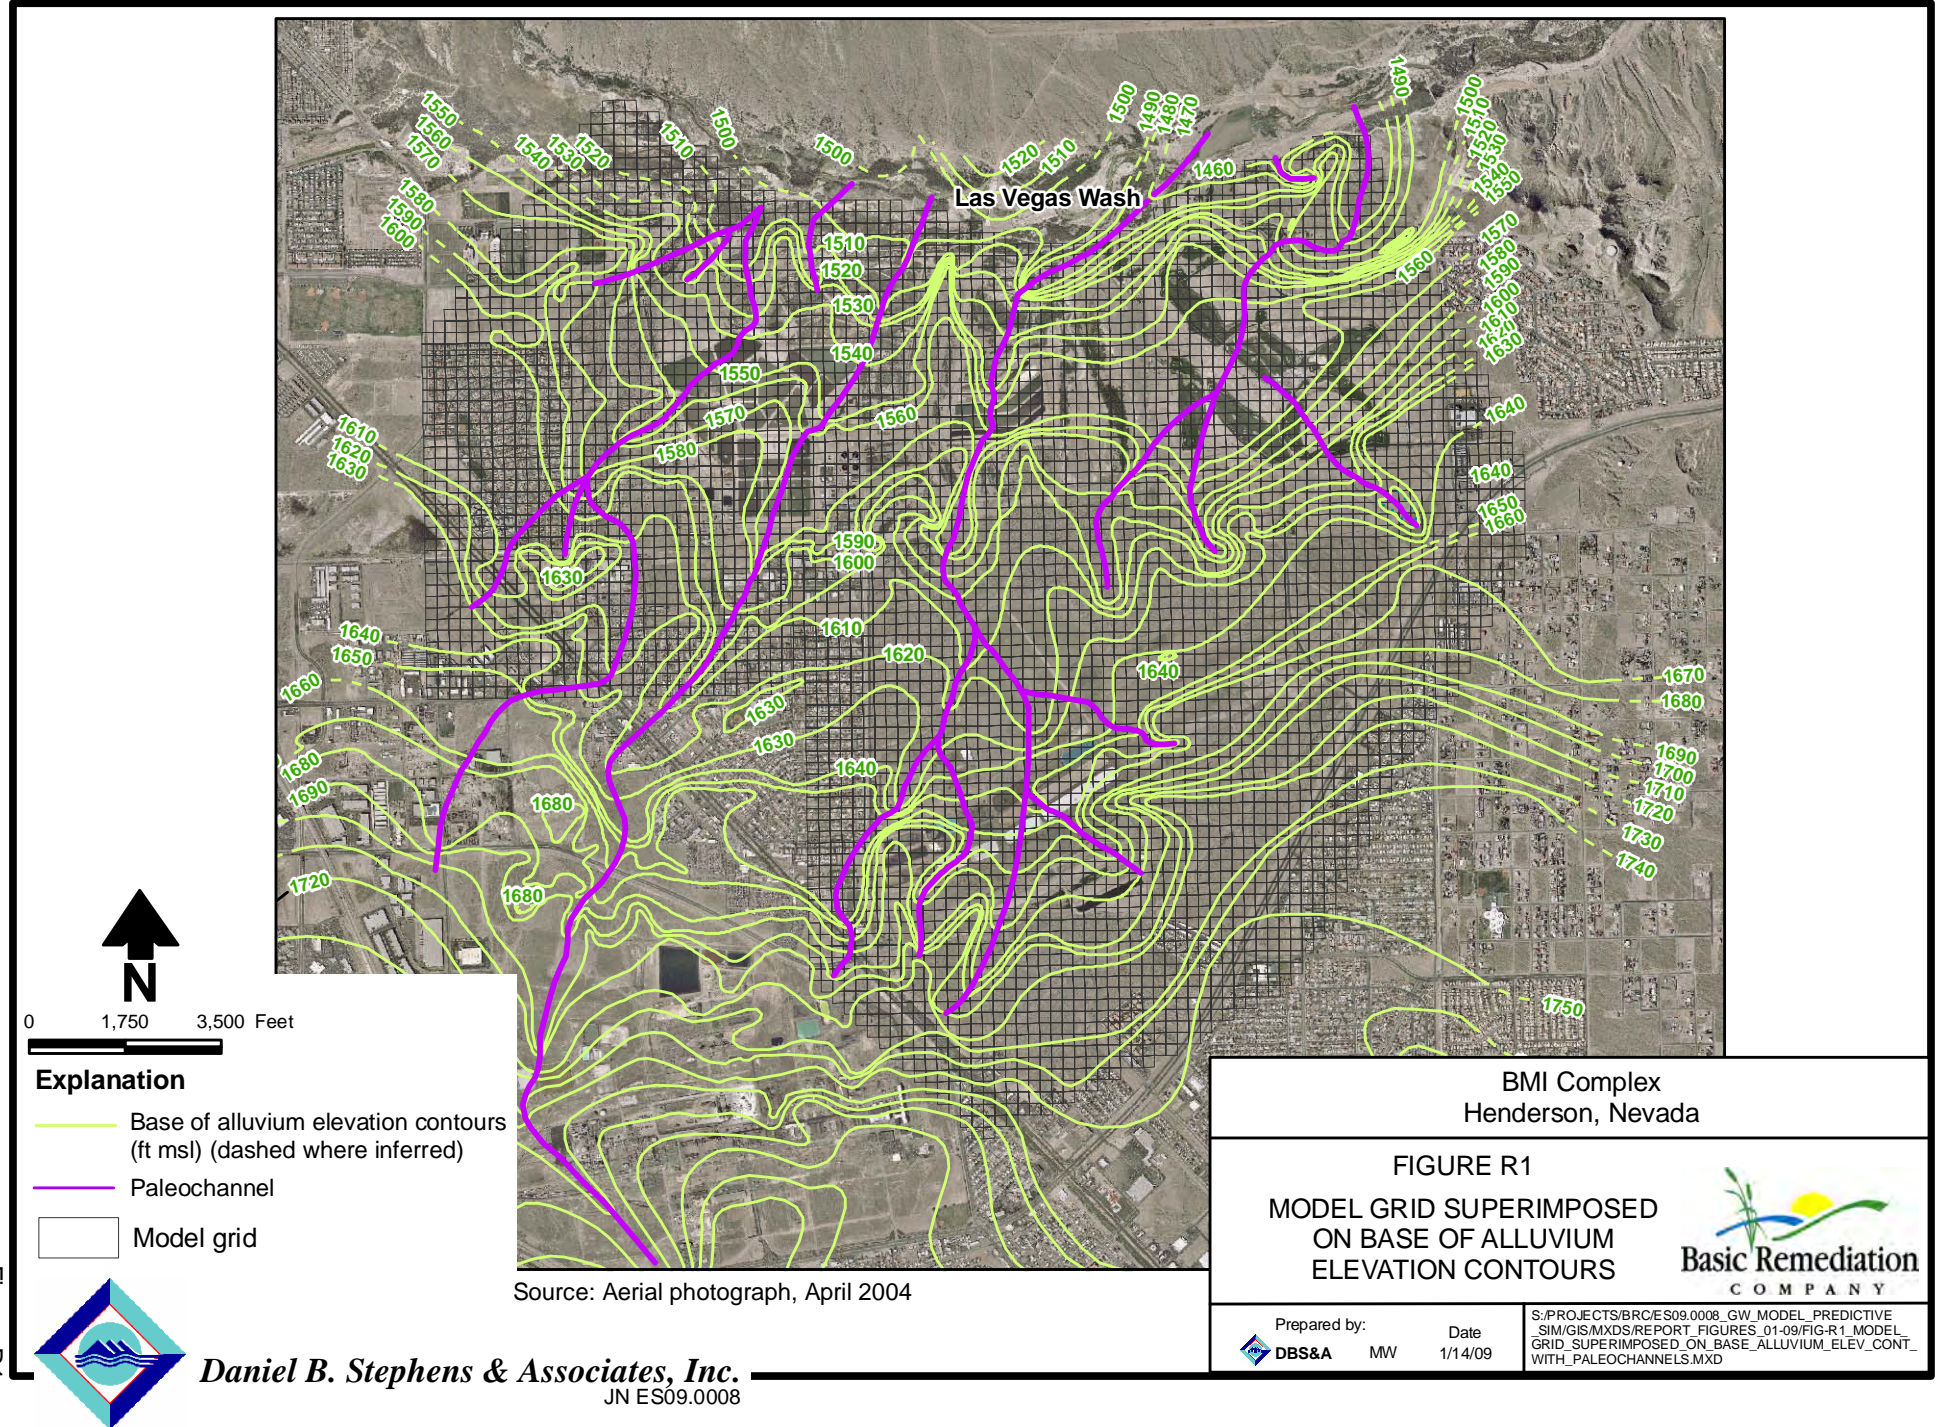 1550
1560
1570
1580
1590
1600
1540
1530
1520
1510
1500
1500
1520
1510
1500
1490
1480
1470
1460
1490
1500
1510
1520
1530
1540
1550
1560
1570
1580
1590
1600
1610
1620
1630
Las Vegas Wash
1510
1520
1530
1540
1550
1560
1570
1580
1610
1620
1630
1640
1640
1650
1660
1590
1600
1630
1610
1620
1640
1650
1660
1640
1670
1680
1630
1630
1640
1680
1690
1680
1690
1700
1710
1720
1730
1740
1720
1680
1750
N
0 1,750 3,500 Feet
Explanation
Base of alluvium elevation contours
(ft msl) (dashed where inferred)
Paleochannel
Model grid
Source: Aerial photograph, April 2004
BMI Complex
Henderson, Nevada
FIGURE R1
MODEL GRID SUPERIMPOSED
ON BASE OF ALLUVIUM
ELEVATION CONTOURS
Basic Remediation
COMPANY
Prepared by:
DBS&A MW
Date
1/14/09
S:/PROJECTS/BRC/ES09.0008_GW_MODEL_PREDICTIVE
_SIM/GIS/MXDS/REPORT_FIGURES_01-09/FIG-R1_MODEL_
GRID_SUPERIMPOSED_ON_BASE_ALLUVIUM_ELEV_CONT_
WITH_PALEOCHANNELS.MXD
Daniel B. Stephens & Associates, Inc.
JN ES09.0008